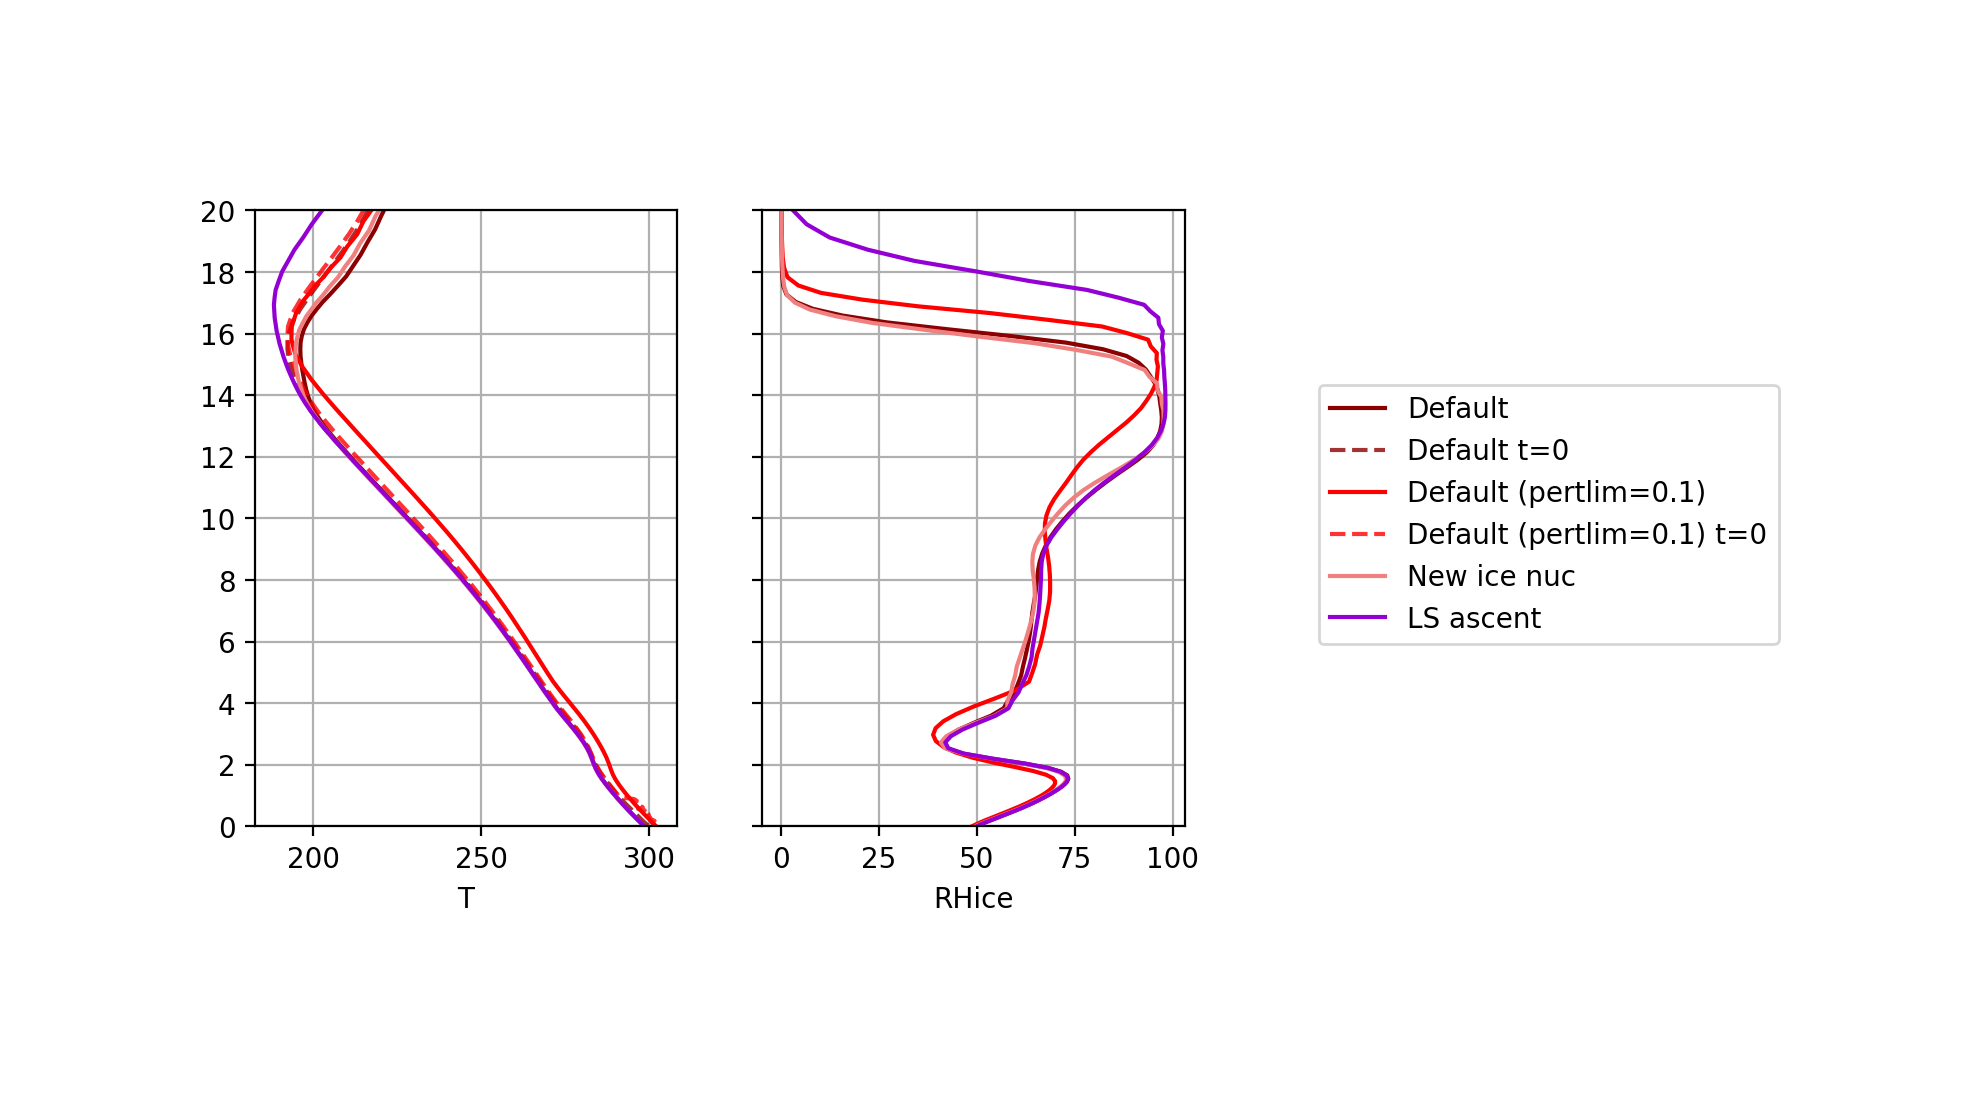 20
18
16
14
12
10
8
6
4
2
0
200 250 300
T
0 25 50 75 100
RHice
Default
Default t=0
Default (pertlim=0.1)
Default (pertlim=0.1) t=0
New ice nuc
LS ascent